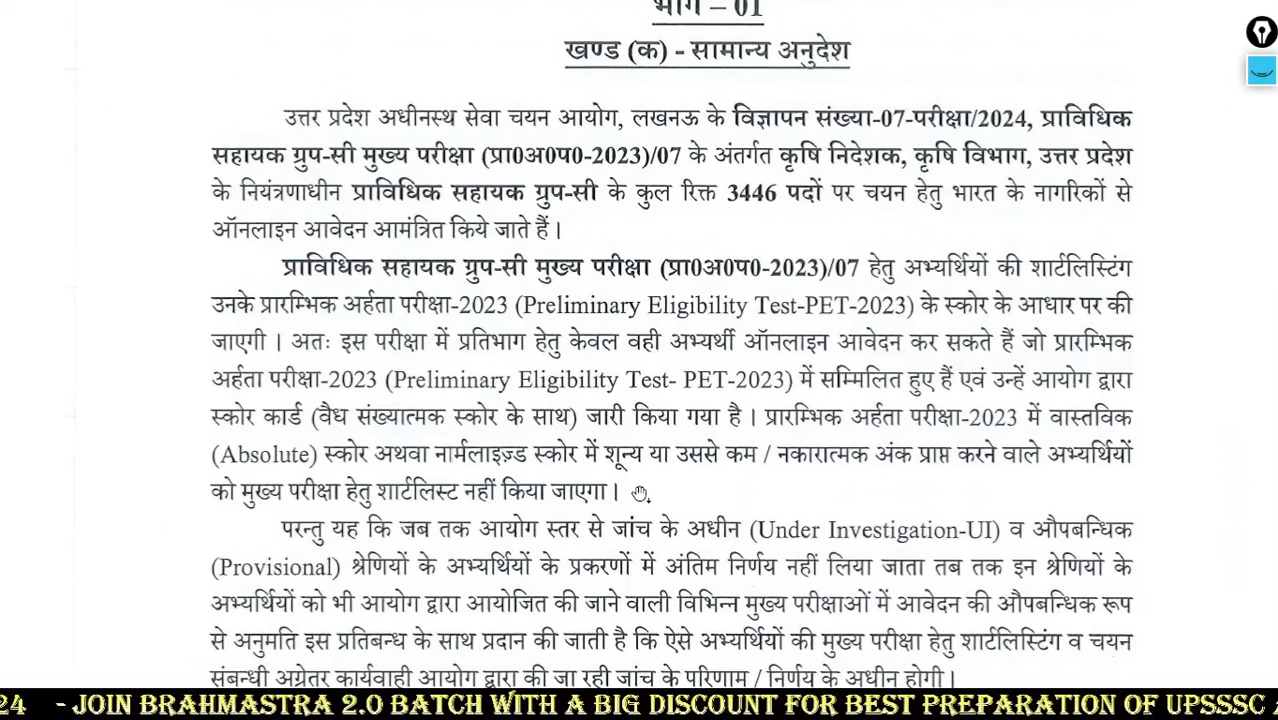 भाग – 01
खण्ड (क) - सामान्य अनुदेश
उत्तर प्रदेश अधीनस्थ सेवा चयन आयोग, लखनऊ के विज्ञापन संख्या-07-परीक्षा/2024, प्राविधिक
सहायक ग्रुप-सी मुख्य परीक्षा (प्रा0अ0प0-2023)/07 के अंतर्गत कृषि निदेशक, कृषि विभाग, उत्तर प्रदेश
के नियंत्रणाधीन प्राविधिक सहायक ग्रुप-सी के कुल रिक्त 3446 पदों पर चयन हेतु भारत के नागरिकों से
ऑनलाइन आवेदन आमंत्रित किये जाते हैं।
प्राविधिक सहायक ग्रुप-सी मुख्य परीक्षा (प्रा0अ0प0-2023)/07 हेतु अभ्यर्थियों की शार्टलिस्टिंग
उनके प्रारम्भिक अर्हता परीक्षा-2023 (Preliminary Eligibility Test-PET-2023) के स्कोर के आधार पर की
जाएगी। अतः इस परीक्षा में प्रतिभाग हेतु केवल वही अभ्यर्थी ऑनलाइन आवेदन कर सकते हैं जो प्रारम्भिक
अर्हता परीक्षा-2023 (Preliminary Eligibility Test- PET-2023) में सम्मिलित हुए हैं एवं उन्हें आयोग द्वारा
स्कोर कार्ड (वैध संख्यात्मक स्कोर के साथ) जारी किया गया है। प्रारम्भिक अर्हता परीक्षा-2023 में वास्तविक
(Absolute) स्कोर अथवा नार्मलाइज़्ड स्कोर में शून्य या उससे कम / नकारात्मक अंक प्राप्त करने वाले अभ्यर्थियों
को मुख्य परीक्षा हेतु शार्टलिस्ट नहीं किया जाएगा।
परन्तु यह कि जब तक आयोग स्तर से जांच के अधीन (Under Investigation-UI) व औपबन्धिक
(Provisional) श्रेणियों के अभ्यर्थियों के प्रकरणों में अंतिम निर्णय नहीं लिया जाता तब तक इन श्रेणियों के
अभ्यर्थियों को भी आयोग द्वारा आयोजित की जाने वाली विभिन्न मुख्य परीक्षाओं में आवेदन की औपबन्धिक रूप
से अनुमति इस प्रतिबन्ध के साथ प्रदान की जाती है कि ऐसे अभ्यर्थियों की मुख्य परीक्षा हेतु शार्टलिस्टिंग व चयन
संबन्धी अग्रेतर कार्यवाही आयोग द्वारा की जा रही जांच के परिणाम / निर्णय के अधीन होगी।
24 - JOIN BRAHMASTRA 2.0 BATCH WITH A BIG DISCOUNT FOR BEST PREPARATION OF UPSSSC